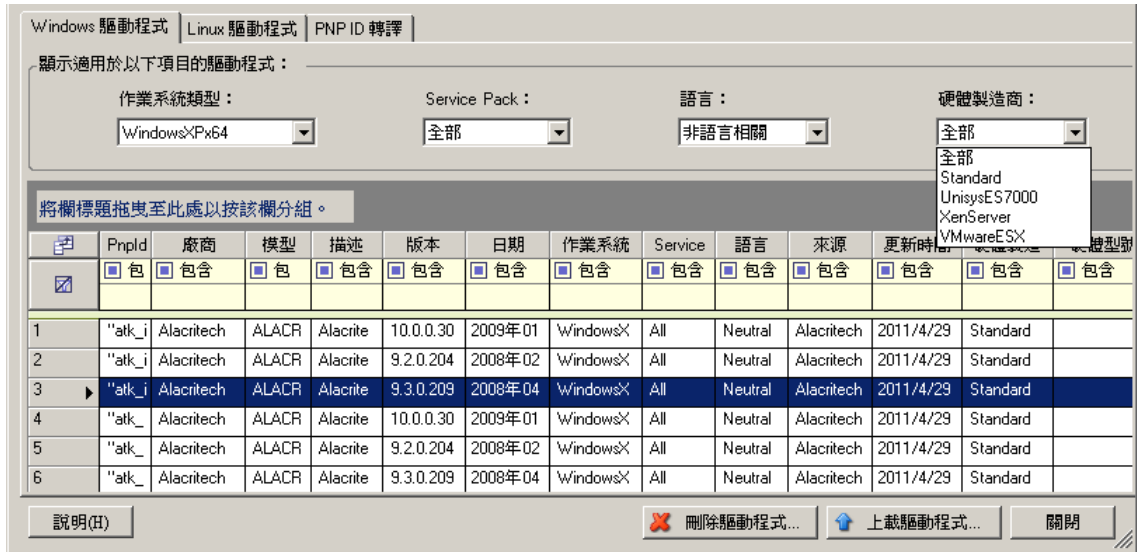 Windows 驅動程式 Linux 驅動程式 PNP ID 轉譯
顯示適用於以下項目的驅動程式：
作業系統類型： Service Pack： 語言： 硬體製造商：
WindowsXPx64 全部 非語言相關 全部
全部
Standard
UnisysES7000
XenServer
VMwareESX
將欄標題拖曳至此處以按該欄分組。
PnpId 廠商 模型 描述 版本 日期 作業系統 Service 語言 來源 更新時間 硬體製造 硬體型號
包 包含 包 包含 包含 包含 包含 包含 包含 包含 包含 包含 包含
1 "atk_i Alacritech ALACR Alacrite 10.0.0.30 2009年01 WindowsX All Neutral Alacritech 2011/4/29 Standard
2 "atk_i Alacritech ALACR Alacrite 9.2.0.204 2008年02 WindowsX All Neutral Alacritech 2011/4/29 Standard
3 "atk_i Alacritech ALACR Alacrite 9.3.0.209 2008年04 WindowsX All Neutral Alacritech 2011/4/29 Standard
4 "atk_ Alacritech ALACR Alacrite 10.0.0.30 2009年01 WindowsX All Neutral Alacritech 2011/4/29 Standard
5 "atk_ Alacritech ALACR Alacrite 9.2.0.204 2008年02 WindowsX All Neutral Alacritech 2011/4/29 Standard
6 "atk_ Alacritech ALACR Alacrite 9.3.0.209 2008年04 WindowsX All Neutral Alacritech 2011/4/29 Standard
說明(H) 刪除驅動程式... 上載驅動程式... 關閉